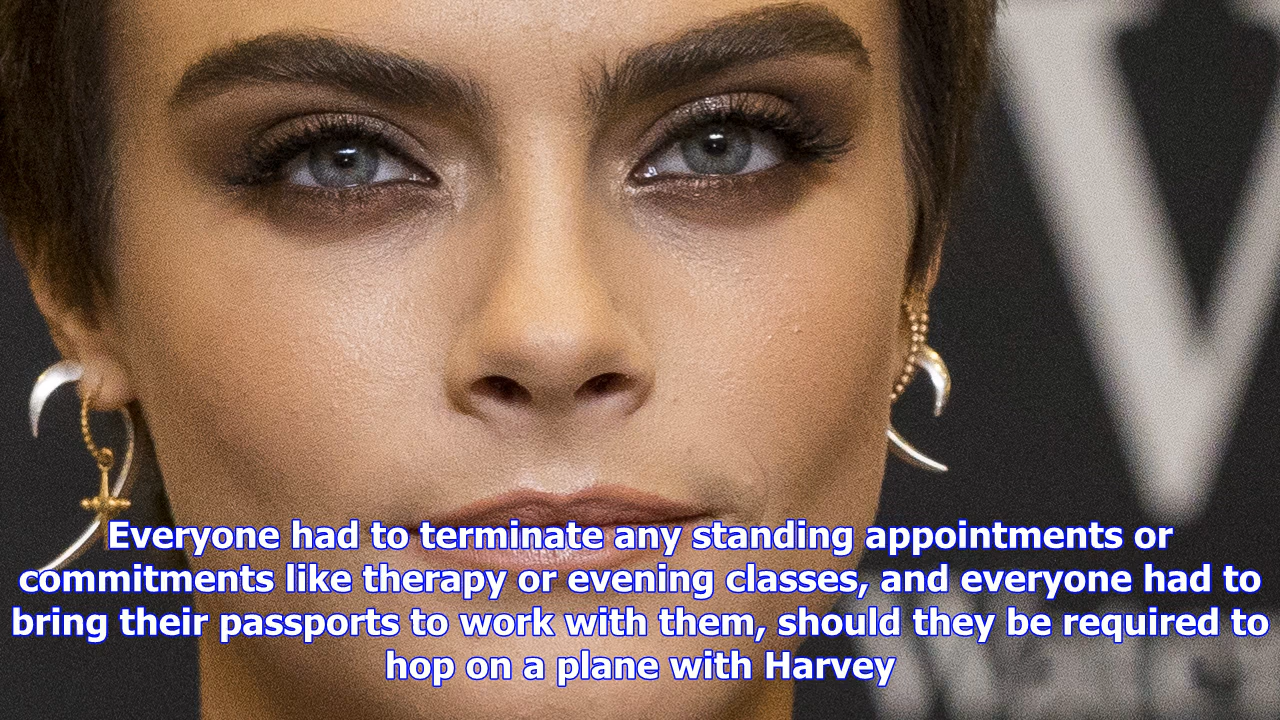 Everyone had to terminate any standing appointments or
commitments like therapy or evening classes, and everyone had to
bring their passports to work with them, should they be required to
hop on a plane with Harvey